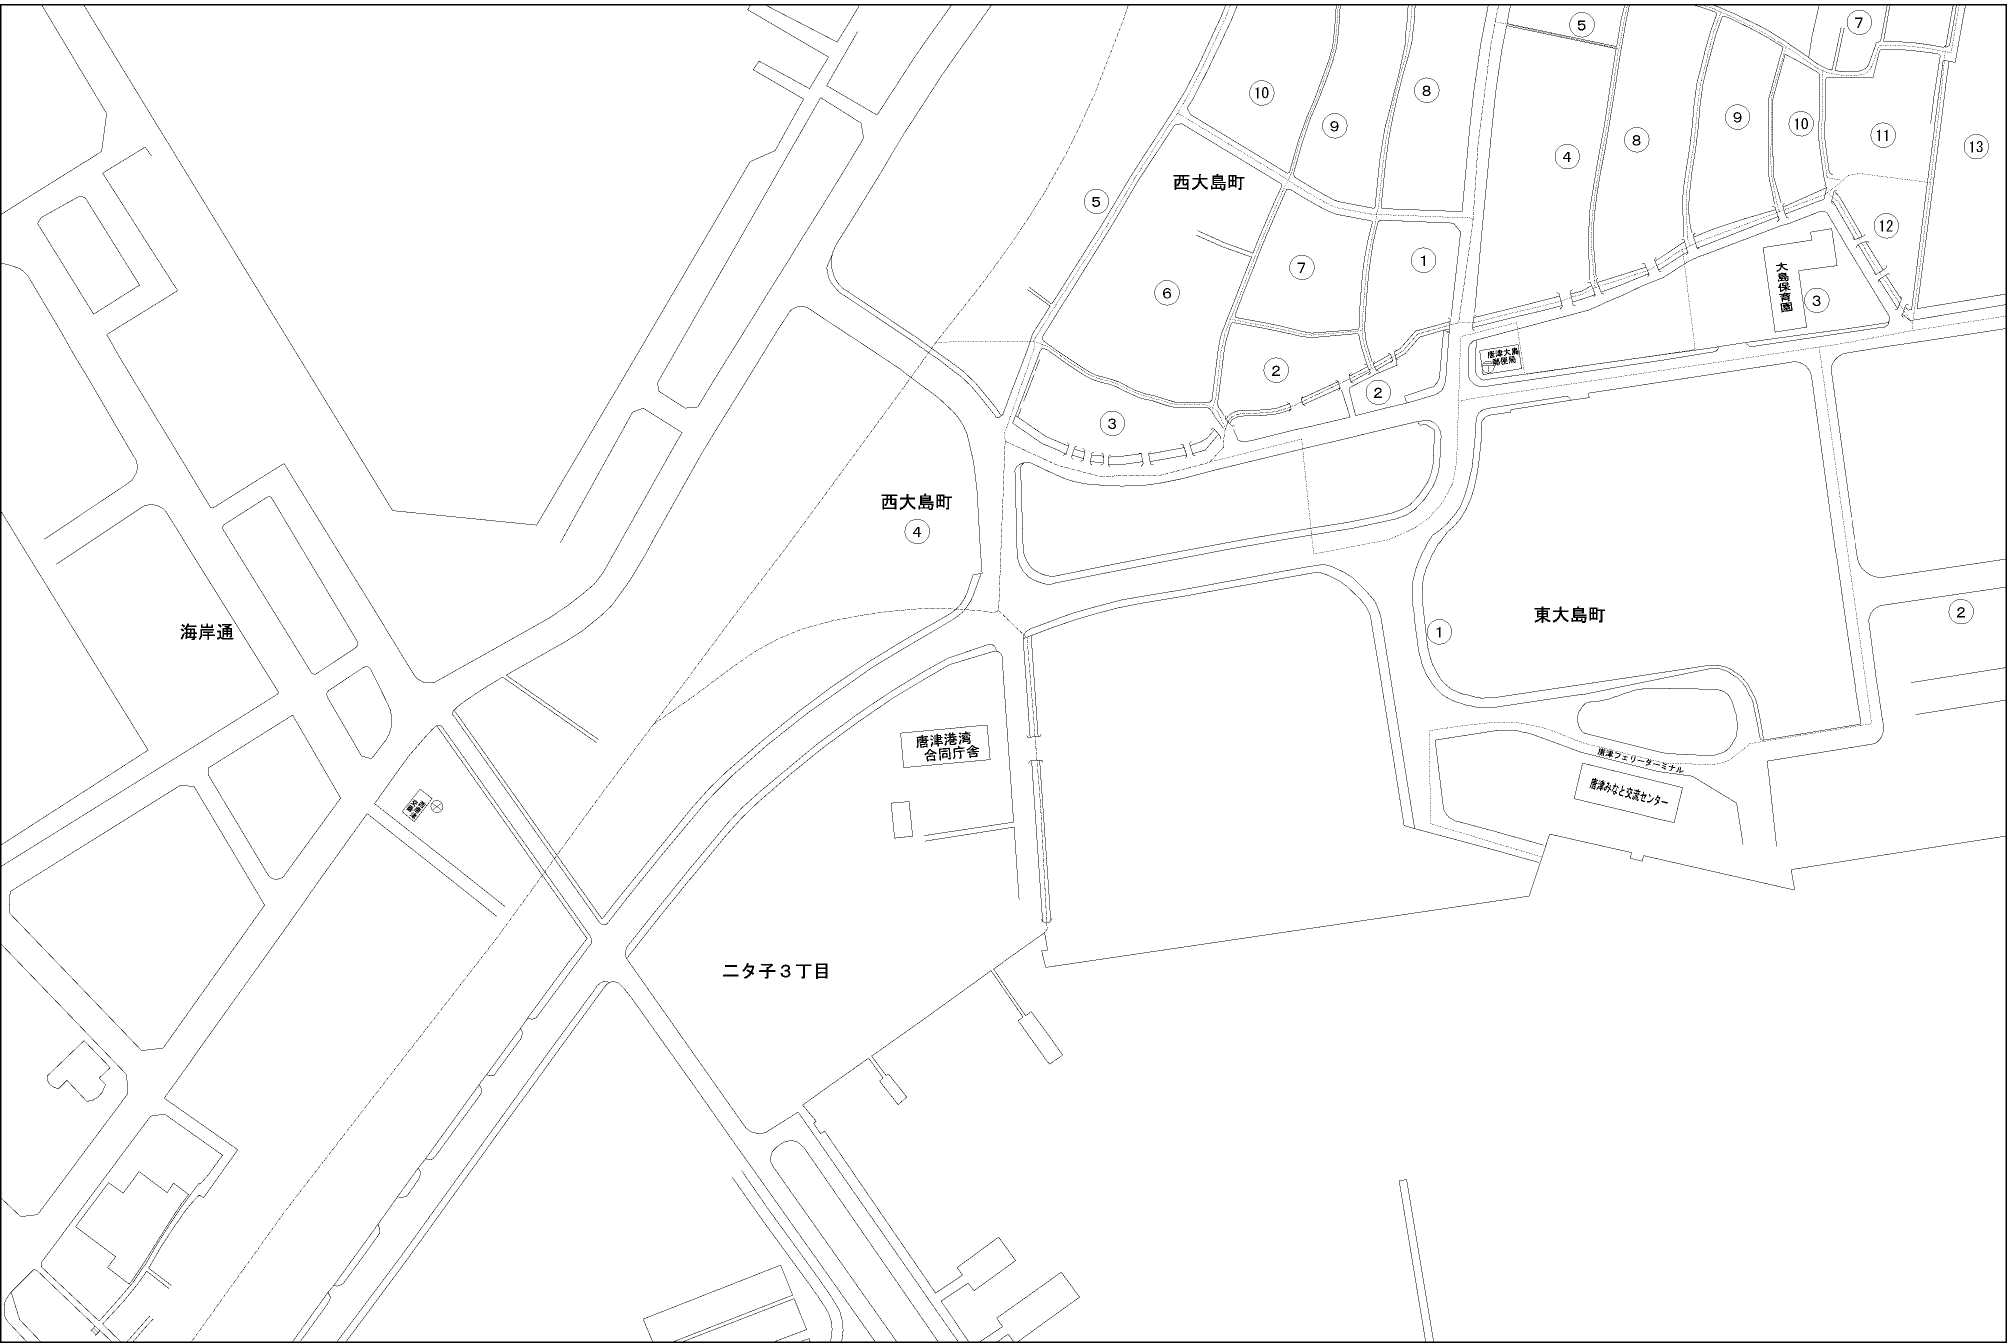 ⑤
⑦
⑩
⑧
⑨
④
⑧
⑨
⑩
⑪
⑬
西大島町
⑤
⑫
①
⑦
⑥
大島保育園
③
唐津大島
郵便局
②
②
③
西大島町
④
海岸通
①
東大島町
②
唐津港湾
合同庁舎
唐津フェリーターミナル
唐津みなと交流センター
二タ子３丁目